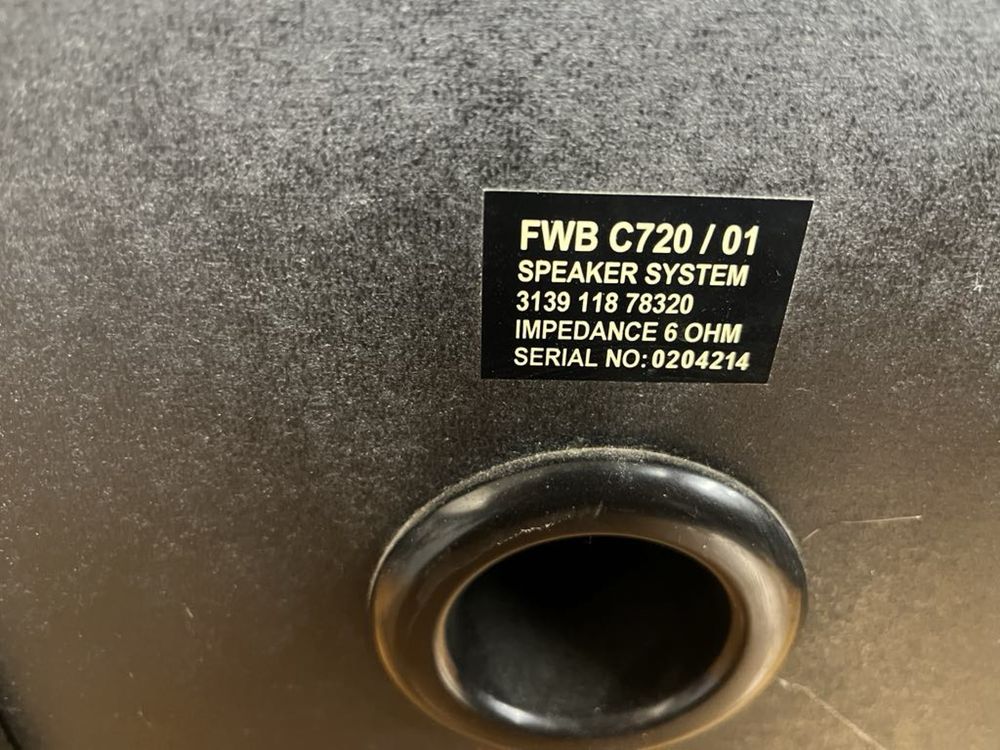 FWB C720 / 01
SPEAKER SYSTEM
3139 118 78320
IMPEDANCE 6 OHM
SERIAL NO: 0204214